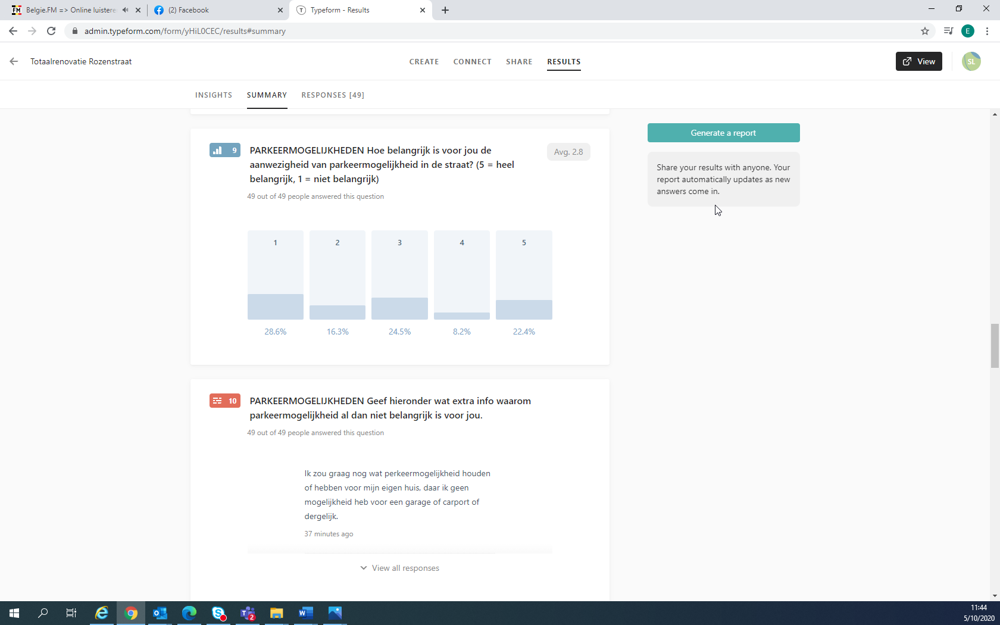 FM Belgie.FM => Online luistere
(2) Facebook
Typeform - Results
admin.typeform.com/form/yHiL0CEC/results#summary
E
Totaalrenovatie Rozenstraat
CREATE CONNECT SHARE RESULTS
View
SL
INSIGHTS SUMMARY RESPONSES [49]
Generate a report
Share your results with anyone. Your
report automatically updates as new
answers come in.
9
PARKEERMOGELIJKHEDEN Hoe belangrijk is voor jou de
aanwezigheid van parkeermogelijkheid in de straat? (5 = heel
belangrijk, 1 = niet belangrijk)
Avg. 2.8
49 out of 49 people answered this question
1 2 3 4 5
28.6% 16.3% 24.5% 8.2% 22.4%
10
PARKEERMOGELIJKHEDEN Geef hieronder wat extra info waarom
parkeermogelijkheid al dan niet belangrijk is voor jou.
49 out of 49 people answered this question
Ik zou graag nog wat perkeermogelijkheid houden
of hebben voor mijn eigen huis, daar ik geen
mogelijkheid heb voor een garage of carport of
dergelijk.
37 minutes ago
View all responses
2
11:44
5/10/2020